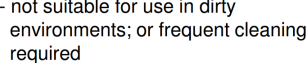 - not suitable for use in dirty
environments; or frequent cleaning
required